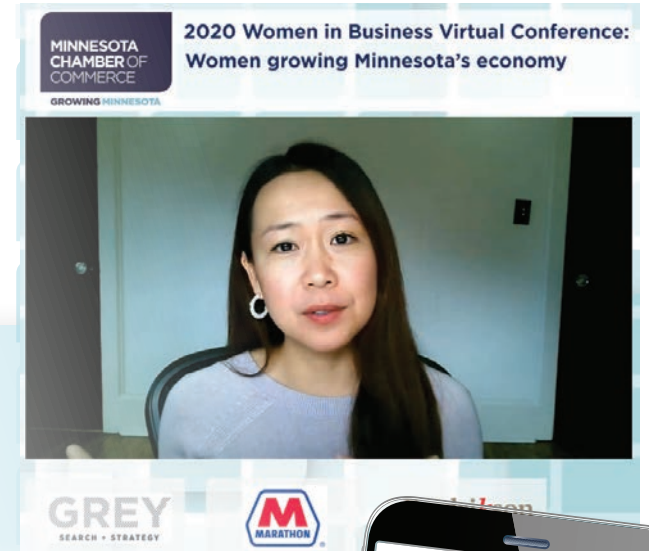 MINNESOTA
CHAMBER OF
COMMERCE
GROWING MINNESOTA
2020 Women in Business Virtual Conference:
Women growing Minnesota's economy
GREY
SEARCH + STRATEGY
M
MARATHON